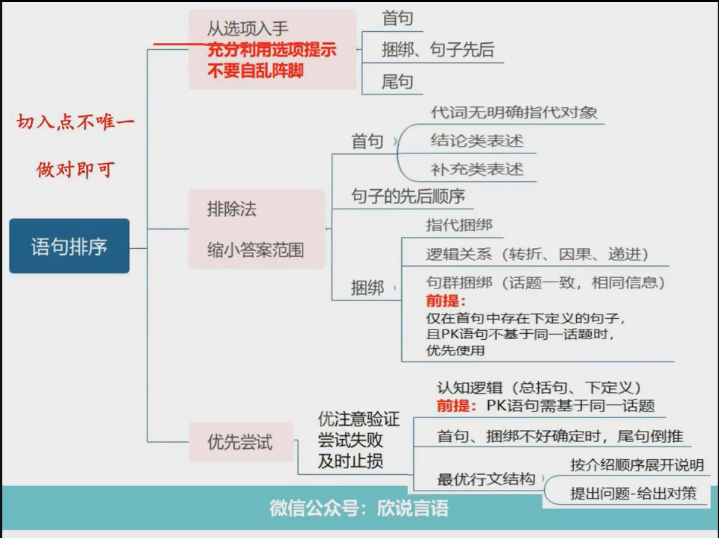 从选项入手
充分利用选项提示
不要自乱阵脚
首句
捆绑、句子先后
尾句
切入点不唯一
做对即可
语句排序
排除法
缩小答案范围
首句
代词无明确指代对象
结论类表述
补充类表述
句子的先后顺序
捆绑
指代捆绑
逻辑关系（转折、因果、递进）
句群捆绑（话题一致，相同信息）
前提：
仅在首句中存在下定义的句子，
且PK语句不基于同一话题时，
优先使用
优先尝试
优注意验证
尝试失败
及时止损
认知逻辑（总括句、下定义）
前提：PK语句需基于同一话题
首句、捆绑不好确定时，尾句倒推
最优行文结构
按介绍顺序展开说明
提出问题-给出对策
微信公众号：欣说言语